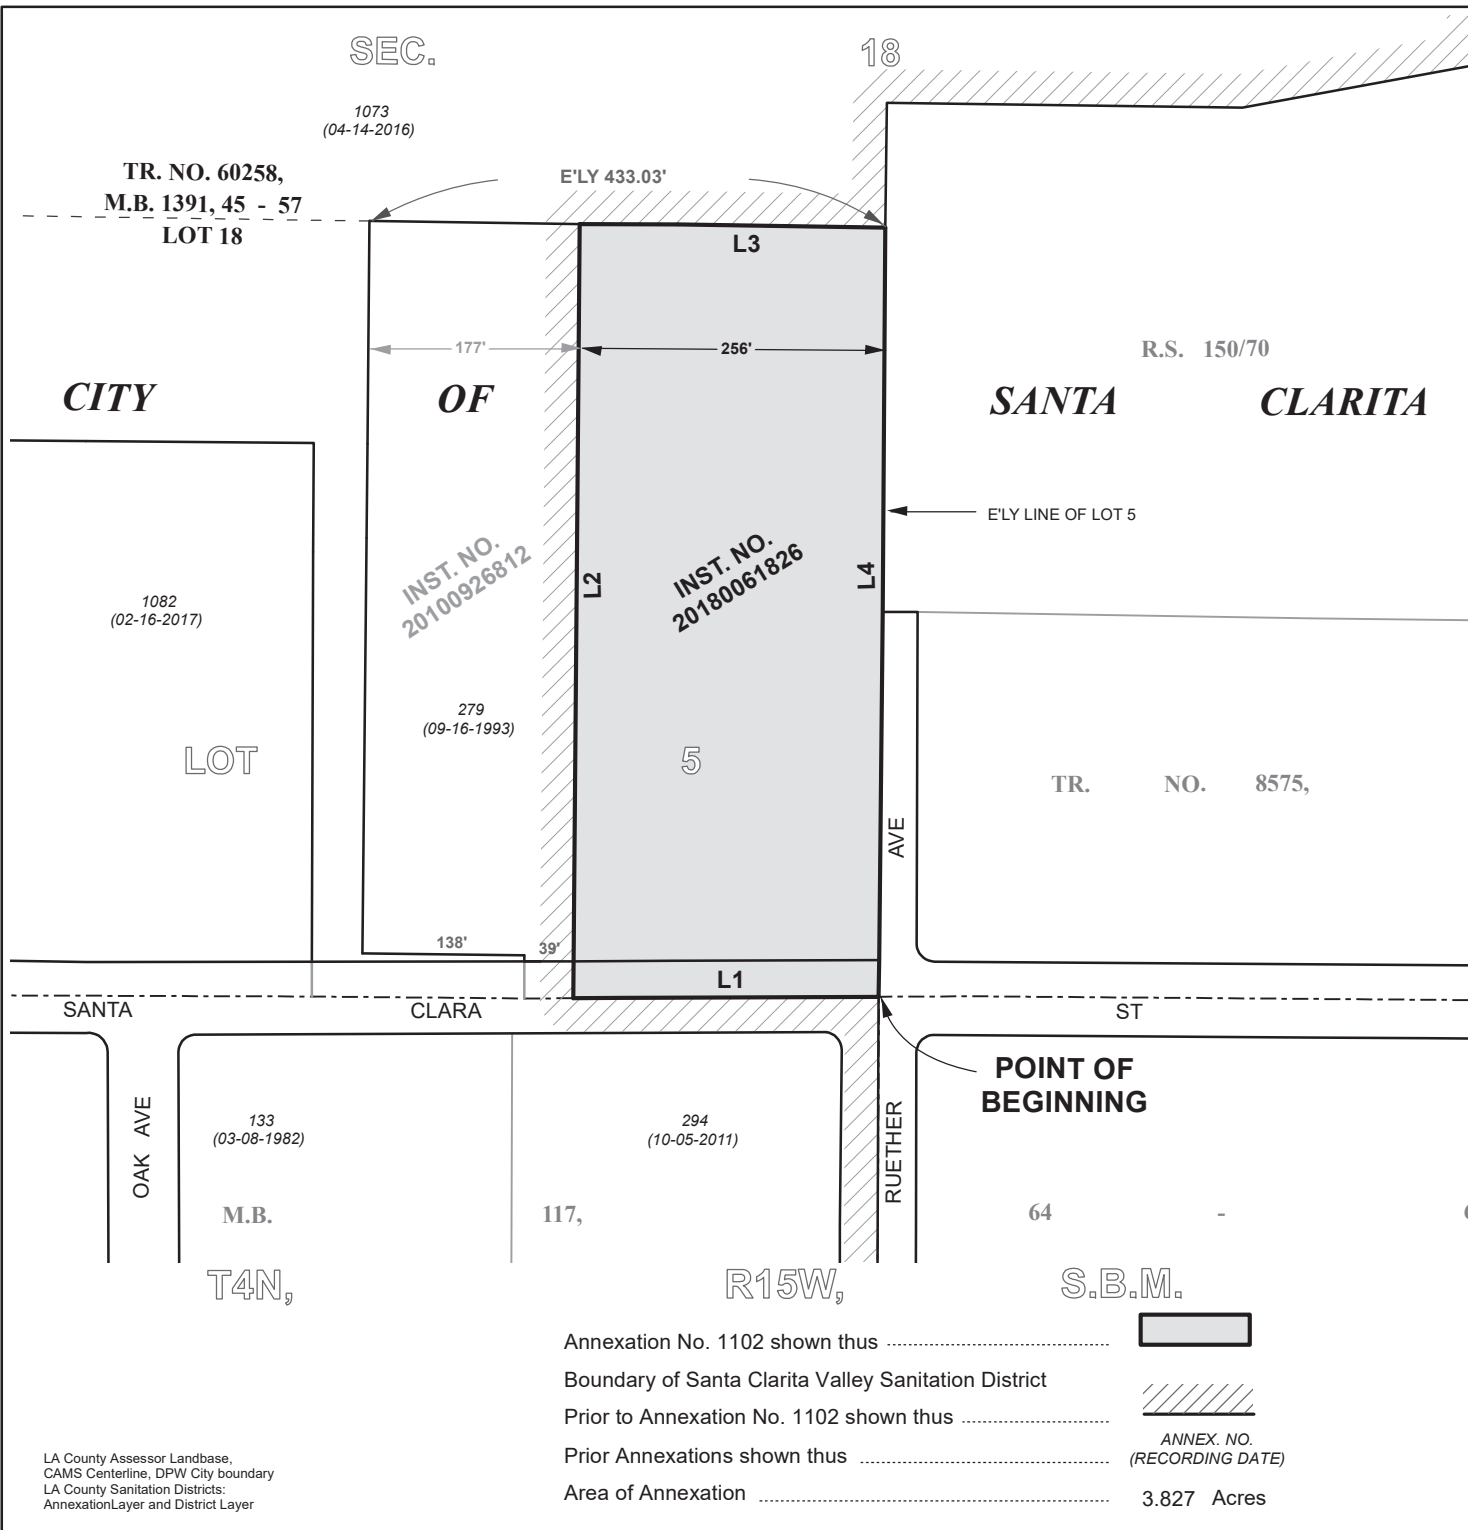 SEC.
18
1073
(04-14-2016)
TR. NO. 60258,
M.B. 1391, 45 - 57
LOT 18
E'LY 433.03'
L3
177'
256'
R.S. 150/70
CITY OF SANTA CLARITA
E'LY LINE OF LOT 5
INST. NO.
20100926812
INST. NO.
20180061826
L2
L4
1082
(02-16-2017)
279
(09-16-1993)
LOT 5
TR. NO. 8575,
AVE
138'
39'
L1
SANTA CLARA ST
POINT OF
BEGINNING
OAK AVE
133
(03-08-1982)
294
(10-05-2011)
RUETHER
M.B. 117, 64 -
T4N, R15W, S.B.M.
Annexation No. 1102 shown thus
Boundary of Santa Clarita Valley Sanitation District
Prior to Annexation No. 1102 shown thus
Prior Annexations shown thus
ANNEX. NO.
(RECORDING DATE)
Area of Annexation 3.827 Acres
LA County Assessor Landbase,
CAMS Centerline, DPW City boundary
LA County Sanitation Districts:
AnnexationLayer and District Layer